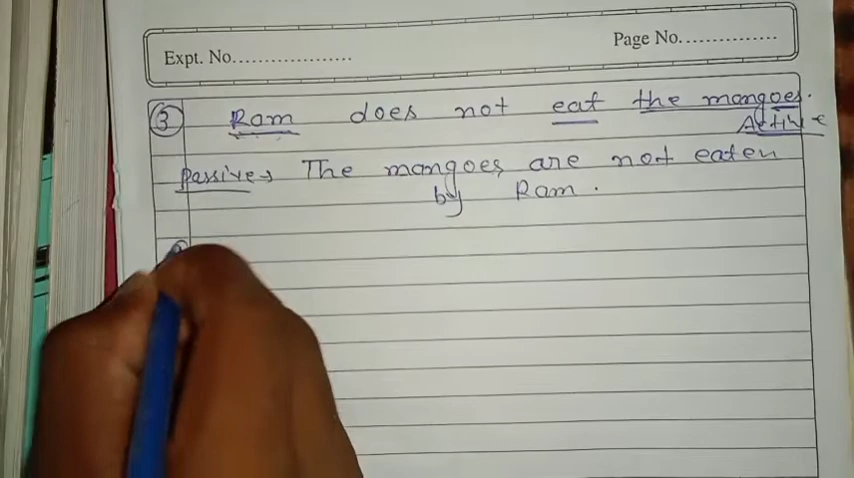 Expt. No...................
Page No...............
3 Ram does not eat the mangoes.
Active
Passive → The mangoes are not eaten
by Ram.